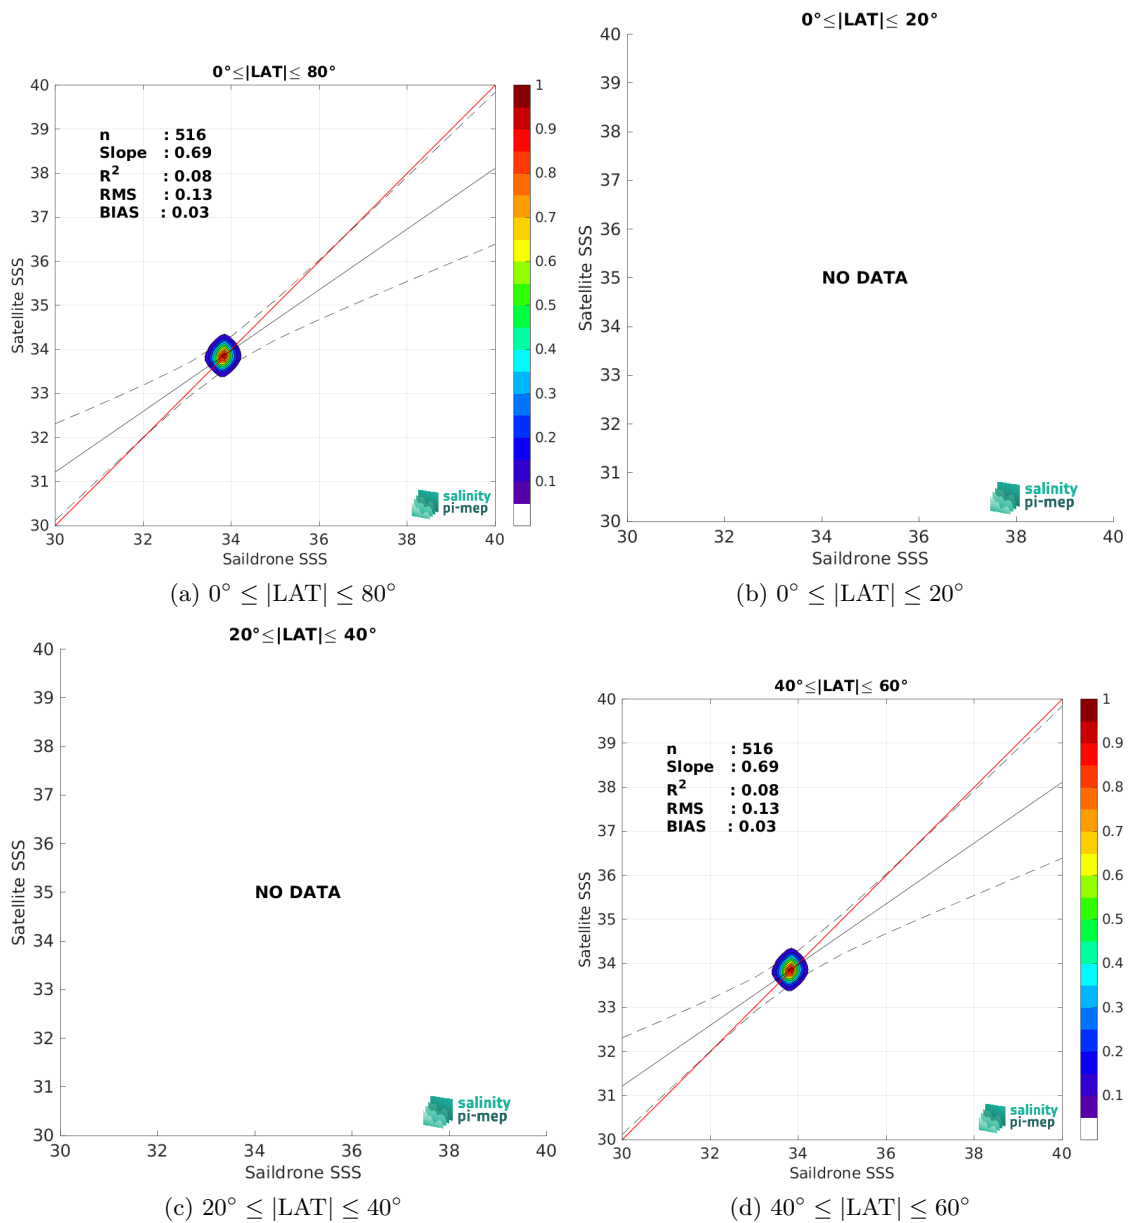 0°≤|LAT|≤ 80°
40
39
38
37
36
35
34
33
32
31
30
Satellite SSS
n : 516
Slope : 0.69
R² : 0.08
RMS : 0.13
BIAS : 0.03
salinity
pi-mep
30 32 34 36 38 40
Saildrone SSS
1
0.9
0.8
0.7
0.6
0.5
0.4
0.3
0.2
0.1
(a) 0° ≤ |LAT| ≤ 80°
0°≤|LAT|≤ 20°
40
39
38
37
36
35
34
33
32
31
30
Satellite SSS
NO DATA
salinity
pi-mep
30 32 34 36 38 40
Saildrone SSS
(b) 0° ≤ |LAT| ≤ 20°
20°≤|LAT|≤ 40°
40
39
38
37
36
35
34
33
32
31
30
Satellite SSS
NO DATA
salinity
pi-mep
30 32 34 36 38 40
Saildrone SSS
(c) 20° ≤ |LAT| ≤ 40°
40°≤|LAT|≤ 60°
40
39
38
37
36
35
34
33
32
31
30
Satellite SSS
n : 516
Slope : 0.69
R² : 0.08
RMS : 0.13
BIAS : 0.03
salinity
pi-mep
30 32 34 36 38 40
Saildrone SSS
1
0.9
0.8
0.7
0.6
0.5
0.4
0.3
0.2
0.1
(d) 40° ≤ |LAT| ≤ 60°